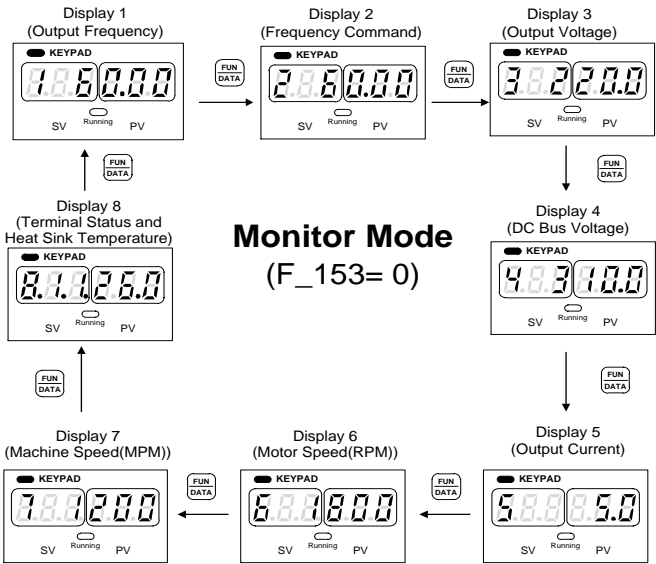 Display 1
(Output Frequency)
KEYPAD
1 60.00
SV Running PV
FUN
DATA
Display 2
(Frequency Command)
KEYPAD
2 60.00
SV Running PV
FUN
DATA
Display 3
(Output Voltage)
KEYPAD
3 220.0
SV Running PV
FUN
DATA
Display 4
(DC Bus Voltage)
KEYPAD
4 310.0
SV Running PV
FUN
DATA
Display 5
(Output Current)
KEYPAD
5 5.0
SV Running PV
FUN
DATA
Display 6
(Motor Speed(RPM))
KEYPAD
6 1800
SV Running PV
FUN
DATA
Display 7
(Machine Speed(MPM))
KEYPAD
7 1200
SV Running PV
FUN
DATA
Display 8
(Terminal Status and
Heat Sink Temperature)
KEYPAD
8.1.1.26.0
SV Running PV
FUN
DATA
Monitor Mode
(F_153= 0)